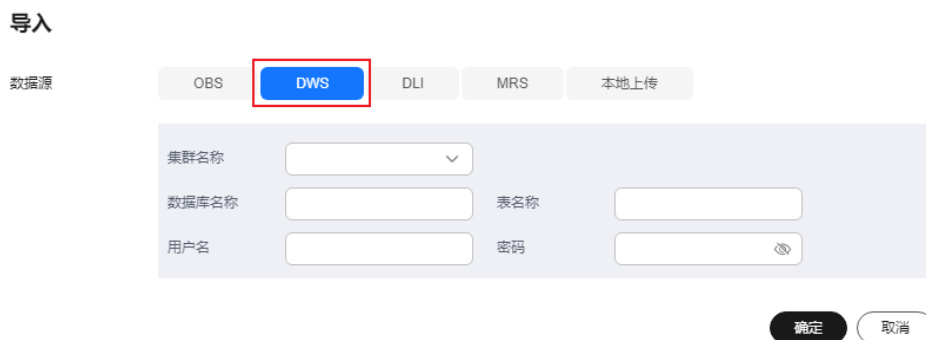 导入
数据源 OBS DWS DLI MRS 本地上传
集群名称
数据库名称 表名称
用户名 密码
确定 取消